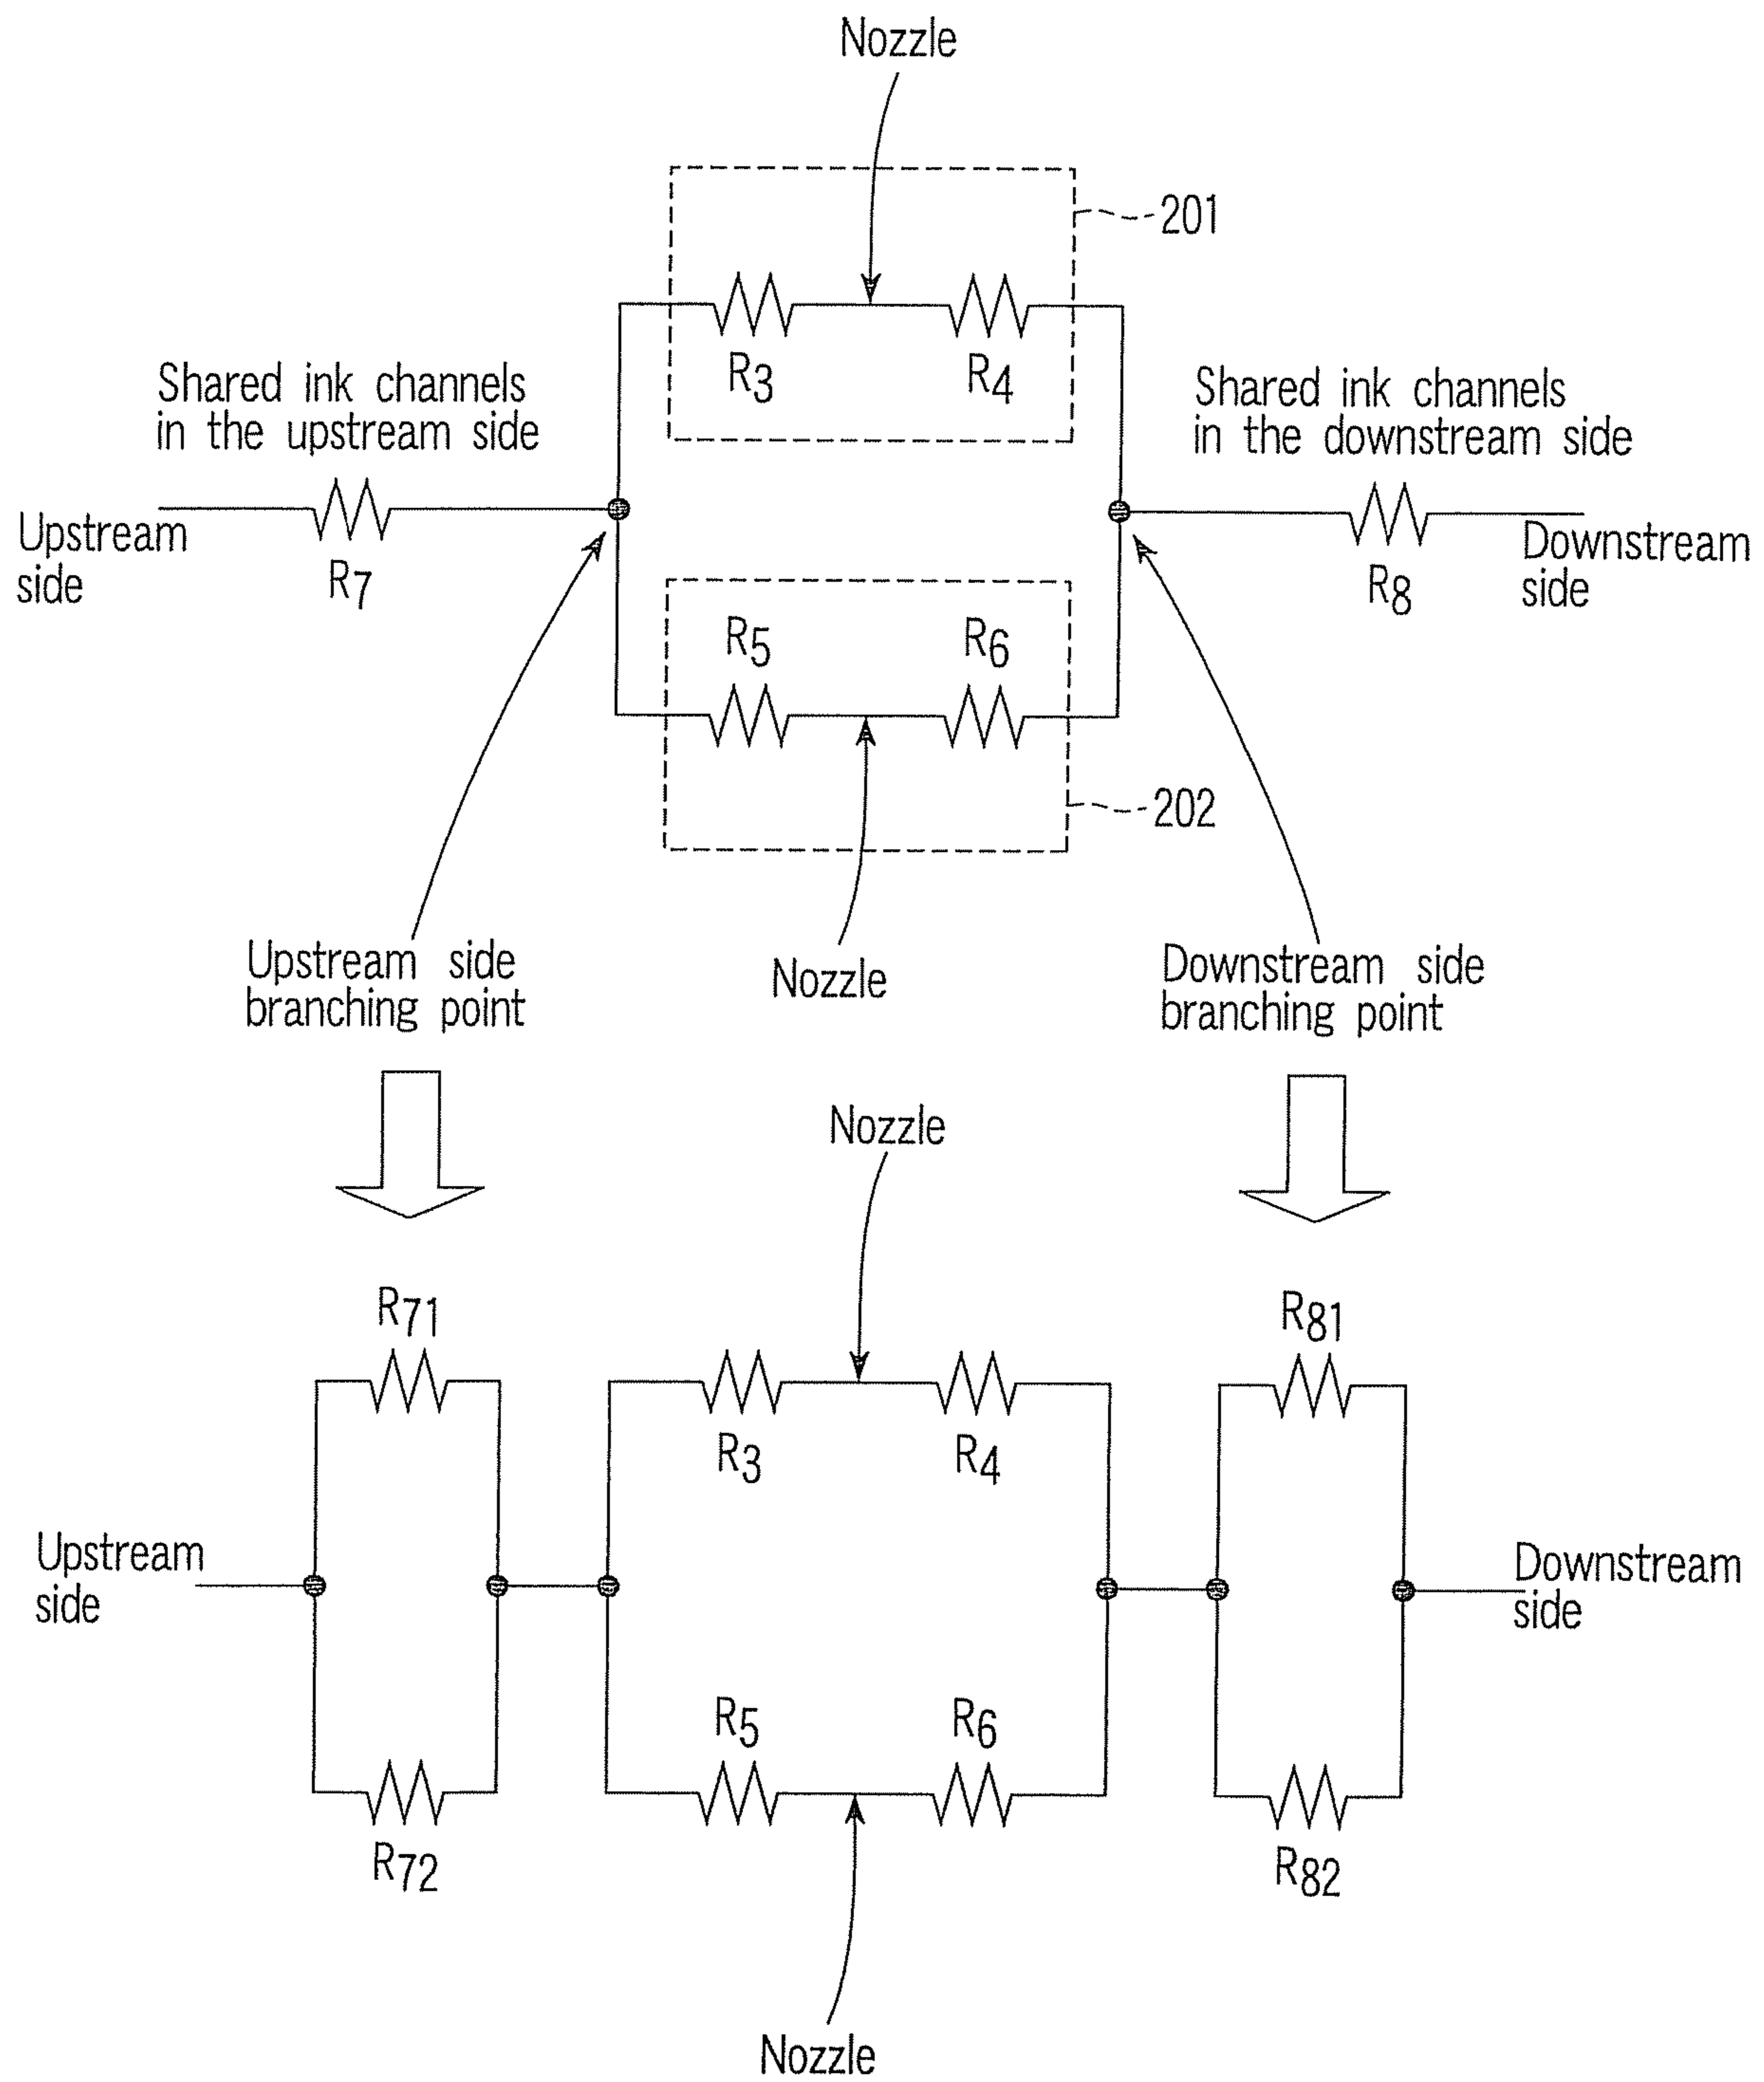 Nozzle
201
R3
R4
Shared ink channels
in the upstream side
Shared ink channels
in the downstream side
Upstream
side
R7
R8
Downstream
side
R5
R6
202
Upstream side
branching point
Nozzle
Downstream side
branching point
Nozzle
R71
R81
R3
R4
Upstream
side
Downstream
side
R5
R6
R72
R82
Nozzle